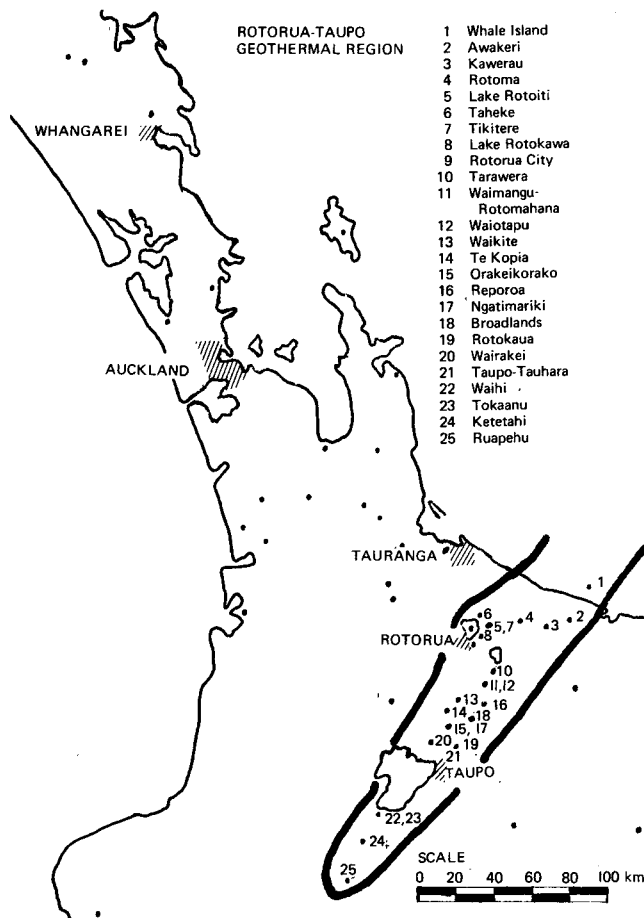 ROTORUA-TAUPO
GEOTHERMAL REGION
1 Whale Island
2 Awakeri
3 Kawerau
4 Rotoma
5 Lake Rotoiti
6 Taheke
7 Tikitere
8 Lake Rotokawa
9 Rotorua City
10 Tarawera
11 Waimangu-
Rotomahana
12 Waiotapu
13 Waikite
14 Te Kopia
15 Orakeikorako
16 Reporoa
17 Ngatimariki
18 Broadlands
19 Rotokaua
20 Wairakei
21 Taupo-Tauhara
22 Waihi
23 Tokaanu
24 Ketetahi
25 Ruapehu
WHANGAREI
AUCKLAND
TAURANGA
1
6
5,7
4
3
2
ROTORUA
8
10
11,12
13
16
14
18
15, 17
20
19
21
TAUPO
22,23
24
25
SCALE
0 20 40 60 80 100 km